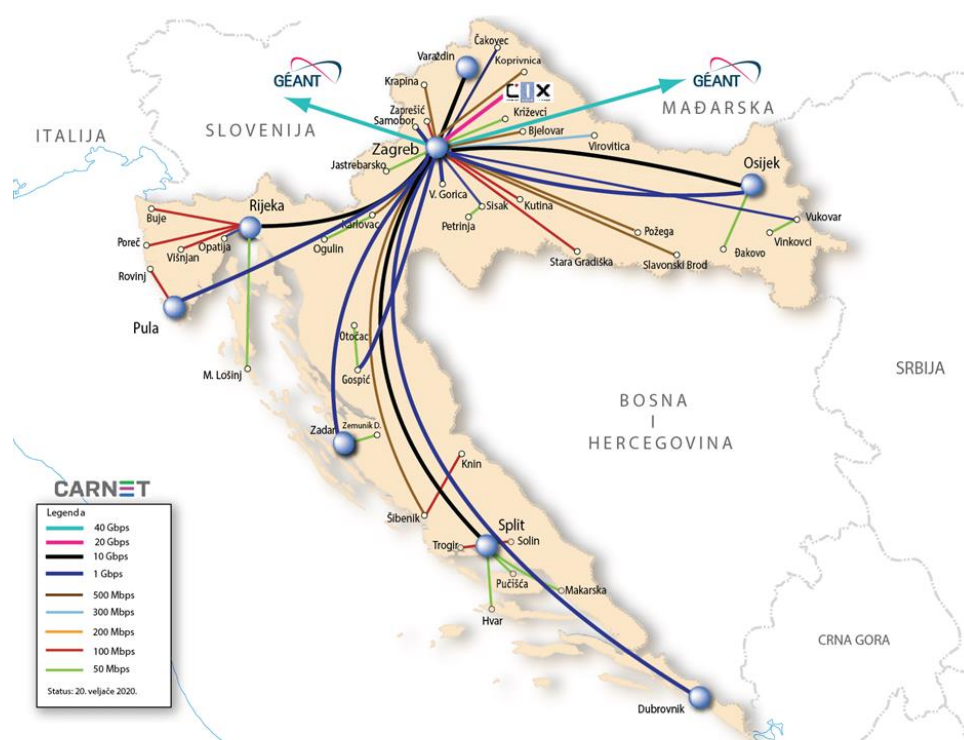 Čakovec
Varaždin
Koprivnica
GÉANT
GÉANT
Krapina
CIX
MAĐARSKA
Zaprešić
Samobor
Križevci
ITALIJA
SLOVENIJA
Bjelovar
Virovitica
Zagreb
Jastrebarsko
Osijek
V. Gorica
Sisak
Kutina
Rijeka
Buje
Karlovac
Petrinja
Vukovar
Požega
Vinkovci
Poreč
Opatija
Višnjan
Ogulin
Stara Gradiška
Slavonski Brod
Đakovo
Rovinj
Pula
Otočac
M. Lošinj
Gospić
SRBIJA
BOSNA
I
HERCEGOVINA
Zadar
Zemunik D.
Knin
CARNET
Legenda
40 Gbps
20 Gbps
10 Gbps
1 Gbps
500 Mbps
300 Mbps
200 Mbps
100 Mbps
50 Mbps
Status: 20. veljače 2020.
Šibenik
Split
Trogir
Solin
Pučišća
Makarska
Hvar
CRNA GORA
Dubrovnik